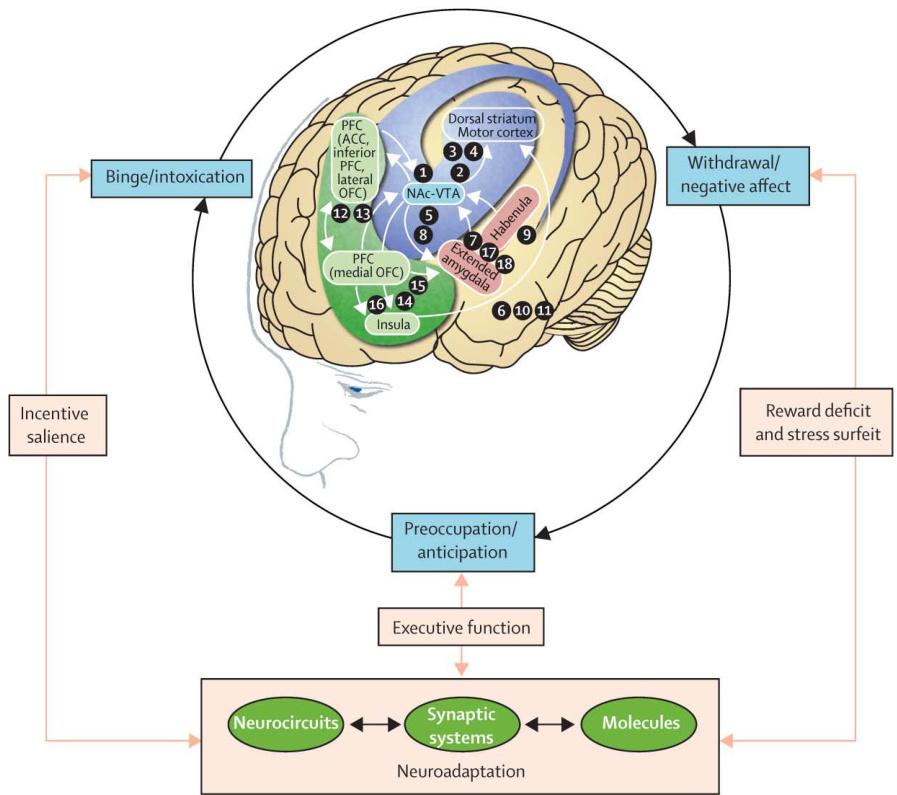 PFC
(ACC,
inferior
PFC,
lateral
OFC)
Dorsal striatum
Motor cortex
3 4
1
2
Binge/intoxication
Withdrawal/
negative affect
NAc-VTA
12 13
5
8
Habenula
7
17
18
9
Extended
amygdala
PFC
(medial OFC)
15
14
16
Insula
6 10 11
Incentive
salience
Reward deficit
and stress surfeit
Preoccupation/
anticipation
Executive function
Neurocircuits
Synaptic
systems
Molecules
Neuroadaptation